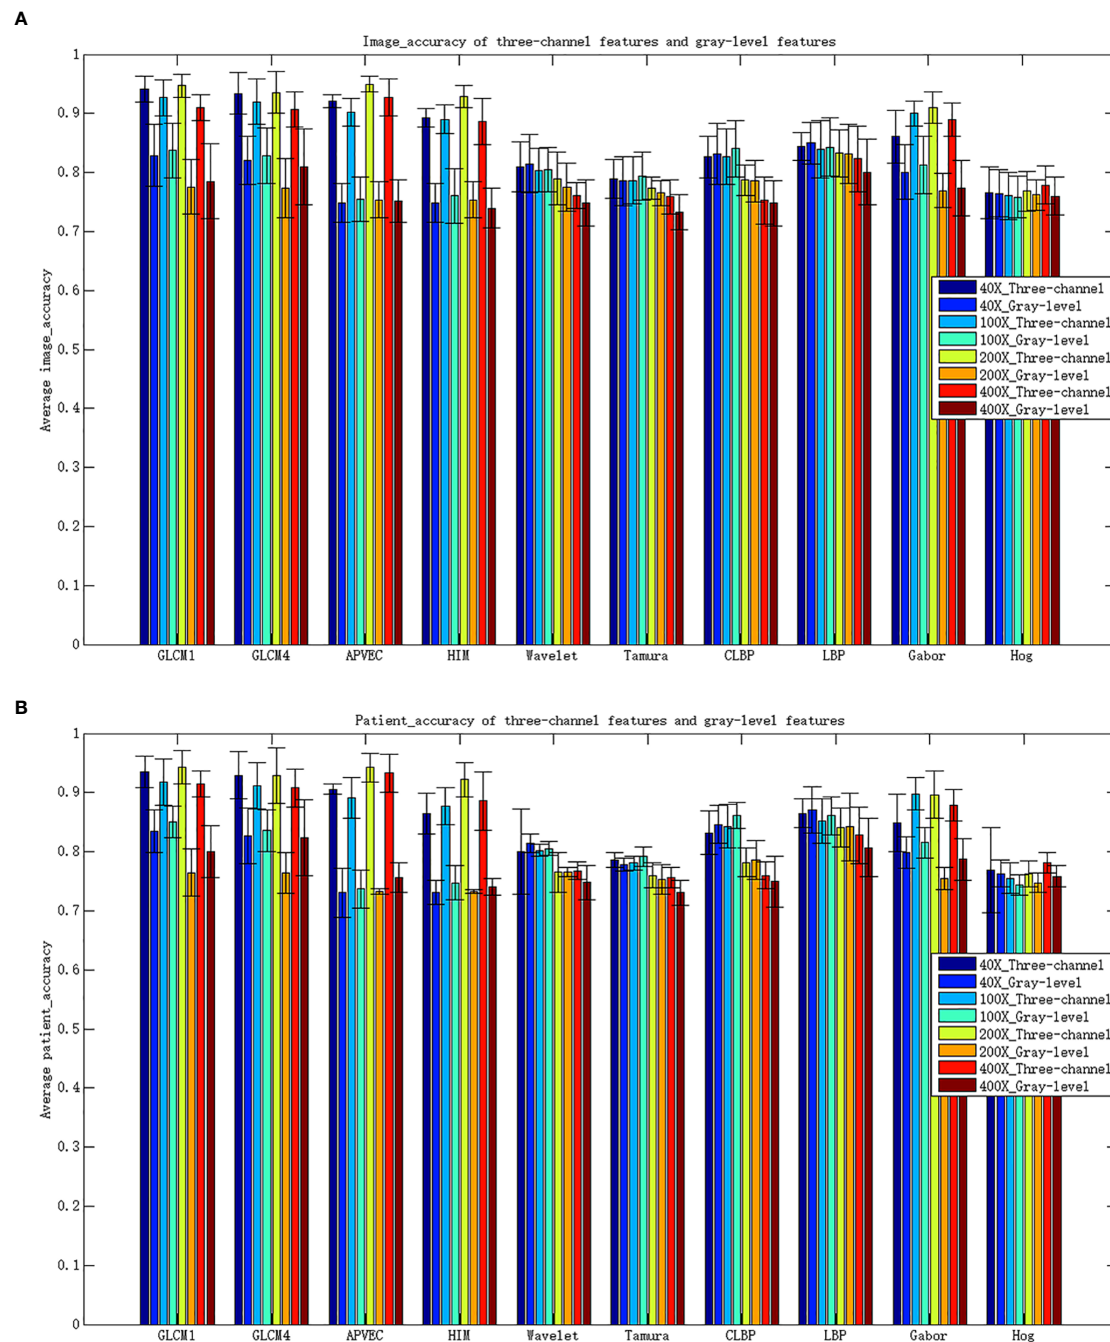 A
Image_accuracy of three-channel features and gray-level features
1
0.9
0.8
0.7
0.6
0.5
0.4
0.3
0.2
0.1
0
Average image_accuracy
40X_Three-channel
40X_Gray-level
100X_Three-channel
100X_Gray-level
200X_Three-channel
200X_Gray-level
400X_Three-channel
400X_Gray-level
GLCM1 GLCM4 APVEC HIM Wavelet Tamura CLBP LBP Gabor Hog
B
Patient_accuracy of three-channel features and gray-level features
1
0.9
0.8
0.7
0.6
0.5
0.4
0.3
0.2
0.1
0
Average patient_accuracy
40X_Three-channel
40X_Gray-level
100X_Three-channel
100X_Gray-level
200X_Three-channel
200X_Gray-level
400X_Three-channel
400X_Gray-level
GLCM1 GLCM4 APVEC HIM Wavelet Tamura CLBP LBP Gabor Hog